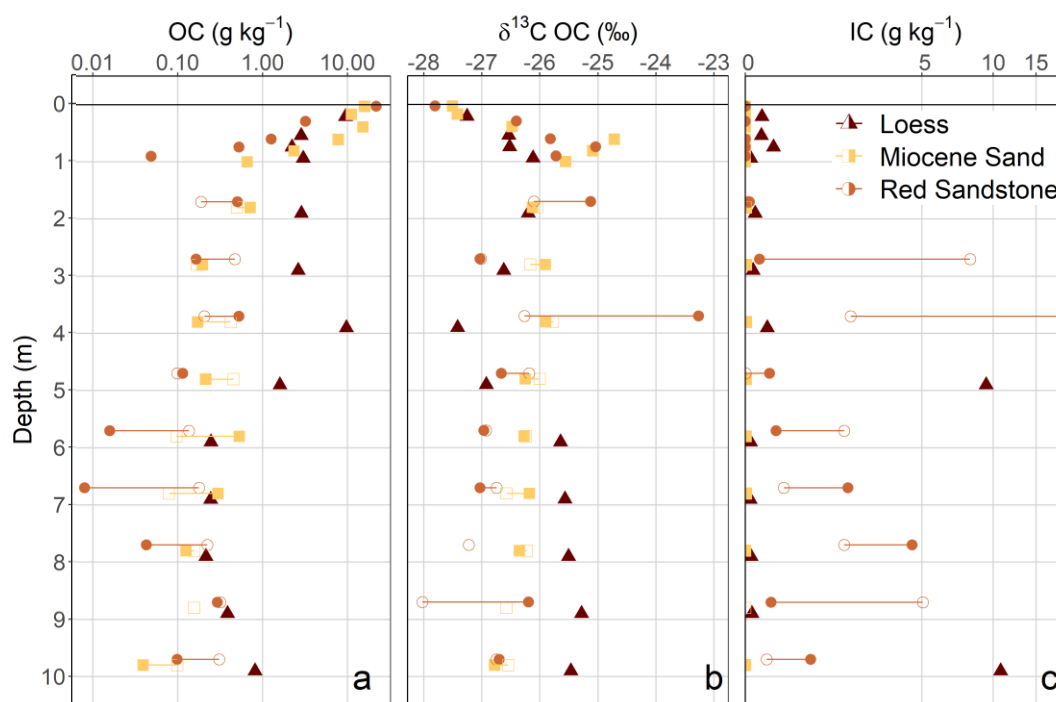 OC (g kg⁻¹)
δ¹³C OC (‰)
IC (g kg⁻¹)
0.01 0.10 1.00 10.00
-28 -27 -26 -25 -24 -23
0 5 10 15
Depth (m)
0
1
2
3
4
5
6
7
8
9
10
Loess
Miocene Sand
Red Sandstone
a
b
c